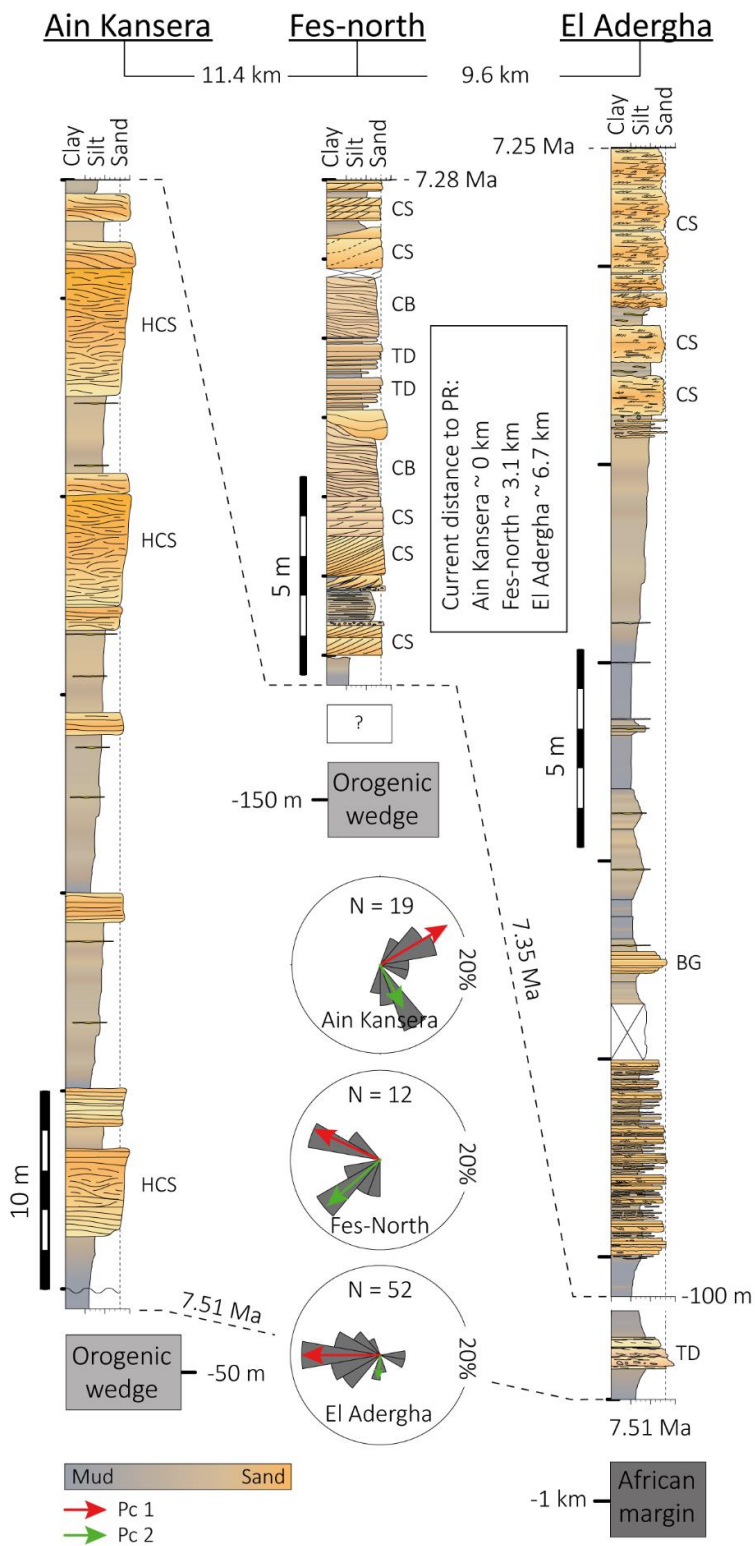 Ain Kansera
Fes-north
El Adergha
11.4 km
9.6 km
Clay
Silt
Sand
Clay
Silt
Sand
Clay
Silt
Sand
7.28 Ma
7.25 Ma
HCS
HCS
HCS
10 m
CS
CS
CB
TD
TD
CB
CS
CS
CS
5 m
?
-150 m
Orogenic
wedge
Current distance to PR:
Ain Kansera ~ 0 km
Fes-north ~ 3.1 km
El Adergha ~ 6.7 km
CS
CS
CS
5 m
BG
-100 m
TD
7.35 Ma
N = 19
20%
Ain Kansera
N = 12
20%
Fes-North
N = 52
20%
El Adergha
7.51 Ma
7.51 Ma
Orogenic
wedge
-50 m
African
margin
-1 km
Mud
Sand
Pc 1
Pc 2